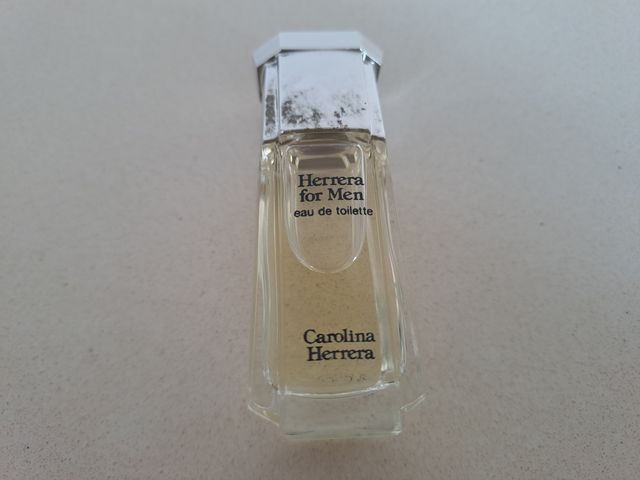 Herrera
for Men
eau de toilette
Carolina
Herrera